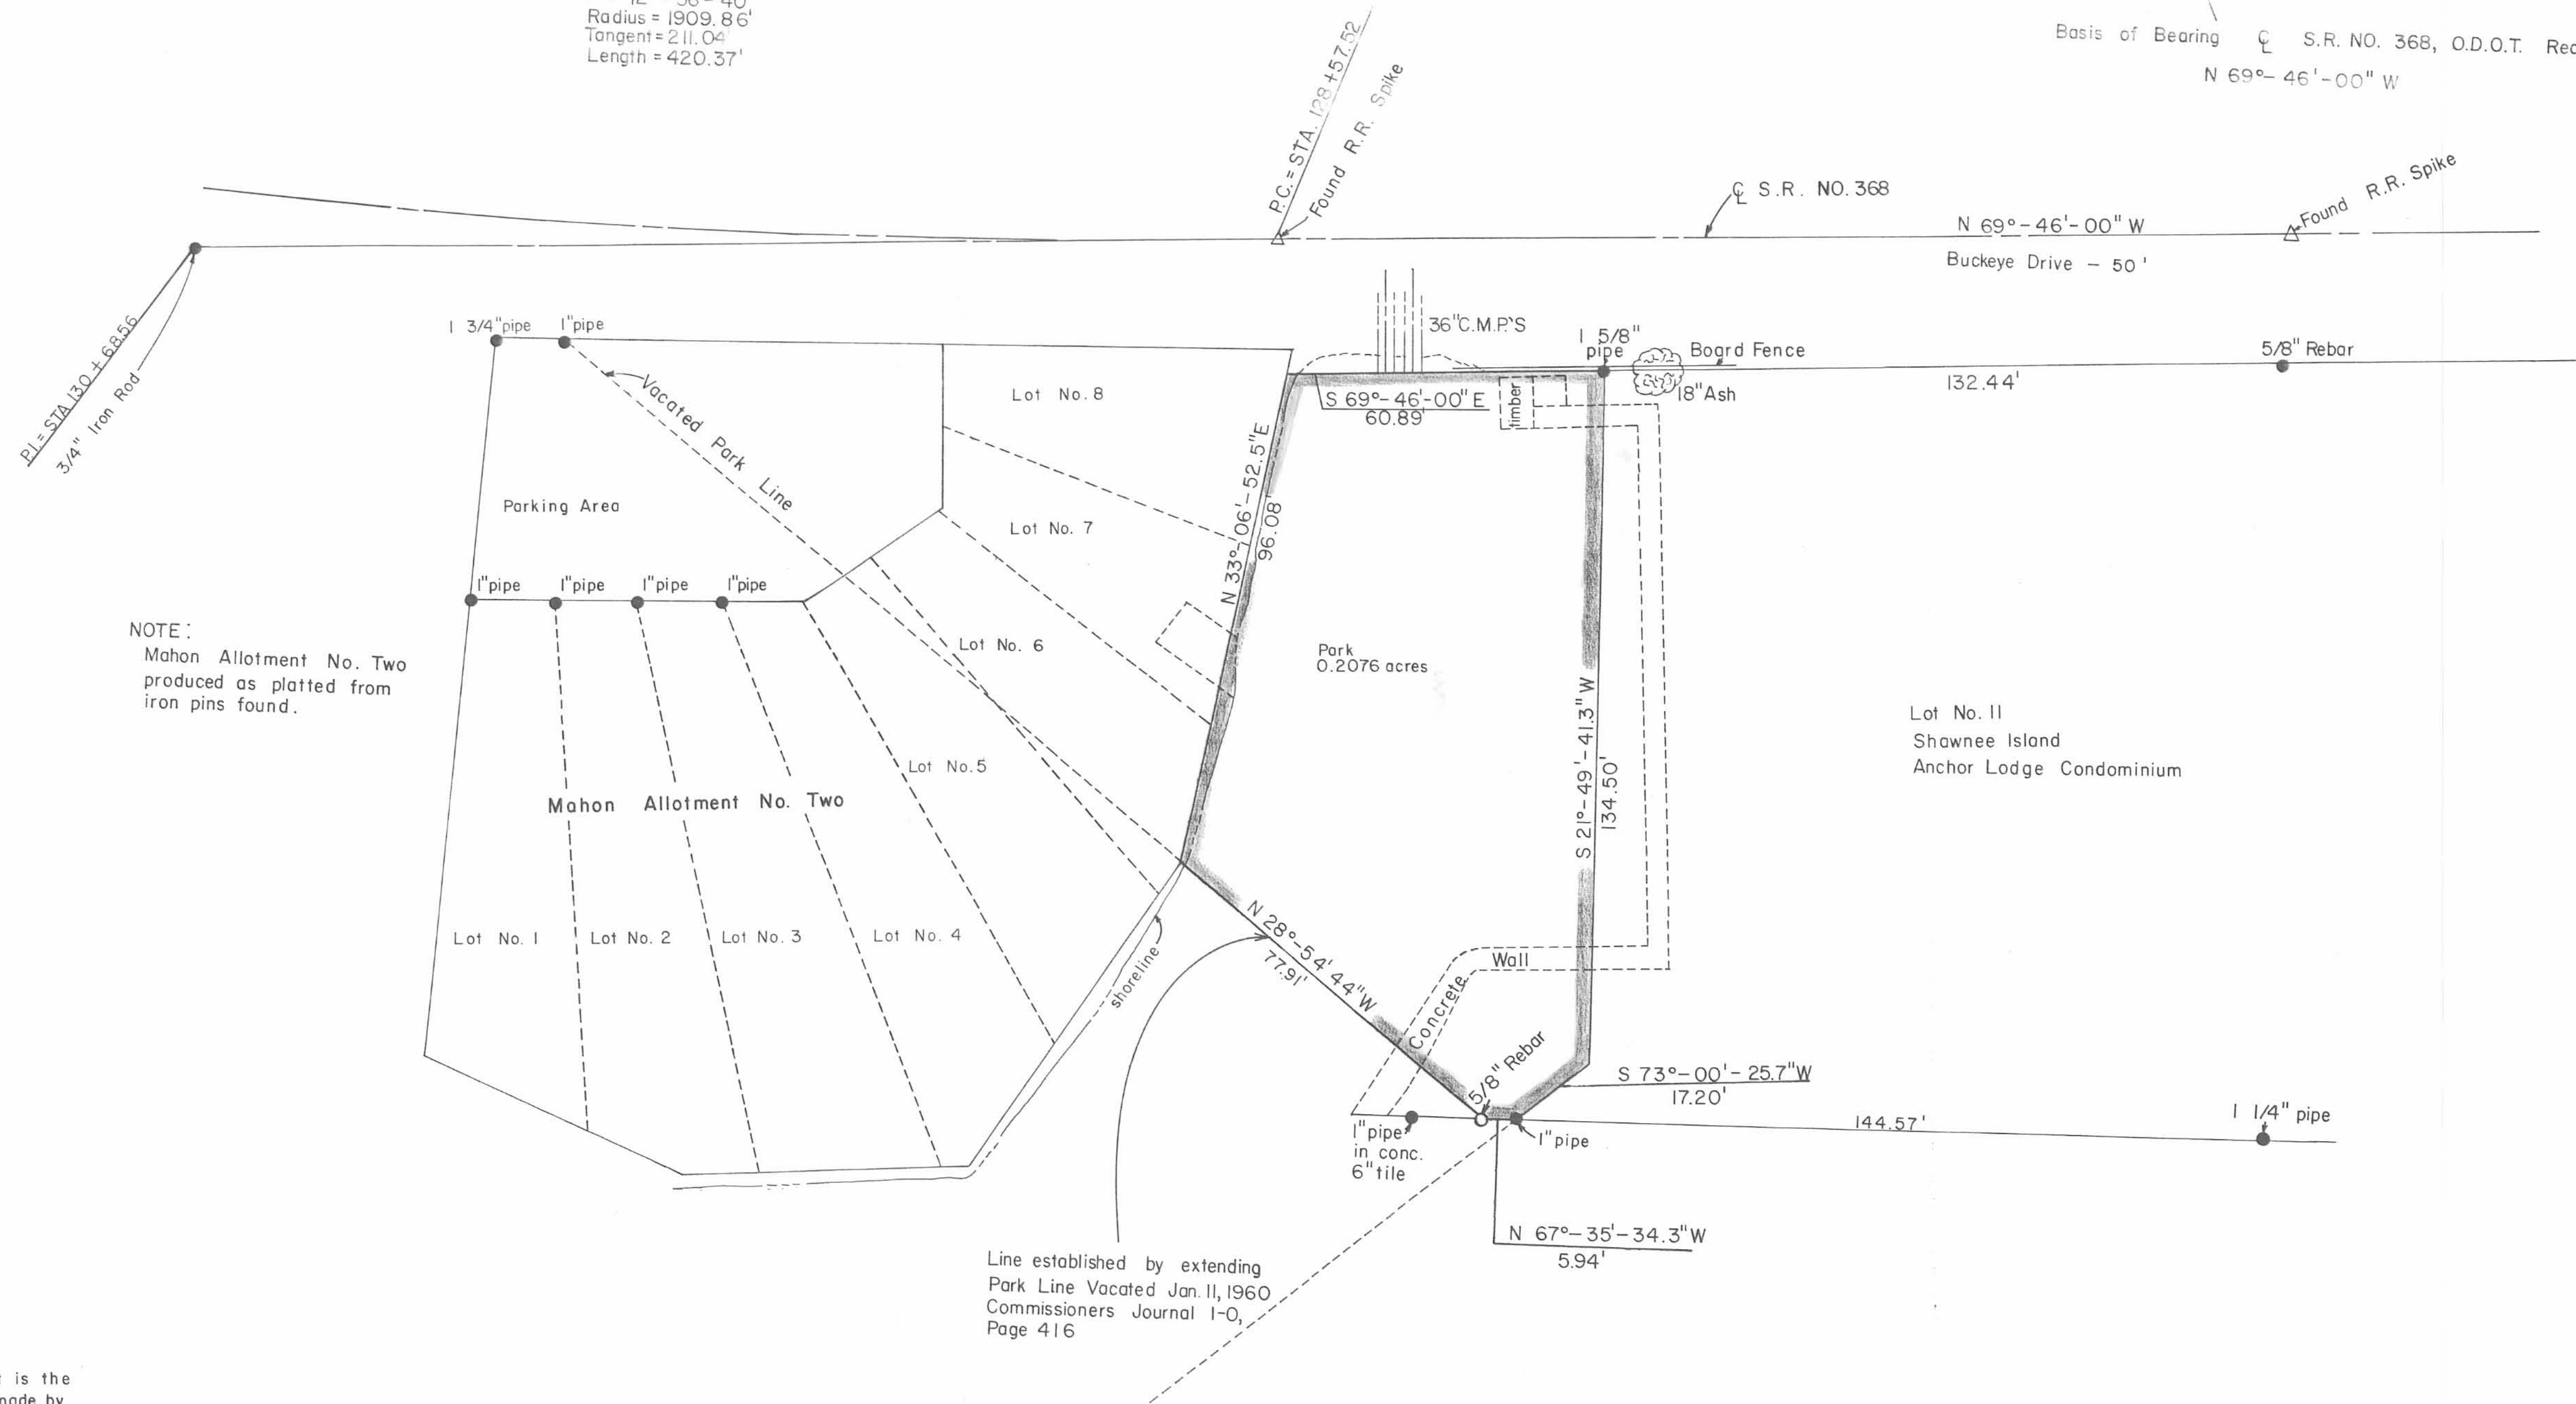 Radius = 1909.86'
Tangent = 211.04'
Length = 420.37'
P.C. = STA. 128+57.52
Found R.R. Spike
Basis of Bearing ℄ S.R. NO. 368, O.D.O.T.
N 69°-46'-00" W
℄ S.R. NO. 368
N 69°-46'-00" W
Found R.R. Spike
Buckeye Drive - 50'
P.I. = STA 130 + 68.56
3/4" Iron Rod
1 3/4" pipe
1" pipe
36" C.M.P.'S
1 5/8"
pipe
Board Fence
18" Ash
132.44'
5/8" Rebar
Vacated Park Line
Lot No. 8
S 69°-46'-00" E
60.89'
timber
Parking Area
Lot No. 7
N 33°-06'-52.5" E
96.08'
1" pipe
1" pipe
1" pipe
1" pipe
NOTE:
Mahon Allotment No. Two
produced as platted from
iron pins found.
Lot No. 6
Park
0.2076 acres
S 21°-49'-41.3" W
134.50'
Lot No. 11
Shawnee Island
Anchor Lodge Condominium
Lot No. 5
Mahon Allotment No. Two
Lot No. 1
Lot No. 2
Lot No. 3
Lot No. 4
shoreline
N 28°-54'44" W
77.91'
Concrete Wall
5/8" Rebar
S 73°-00'-25.7" W
17.20'
1" pipe
in conc.
6" tile
1" pipe
144.57'
1 1/4" pipe
N 67°-35'-34.3" W
5.94'
Line established by extending
Park Line Vacated Jan. 11, 1960
Commissioners Journal 1-0,
Page 416
is the
made by